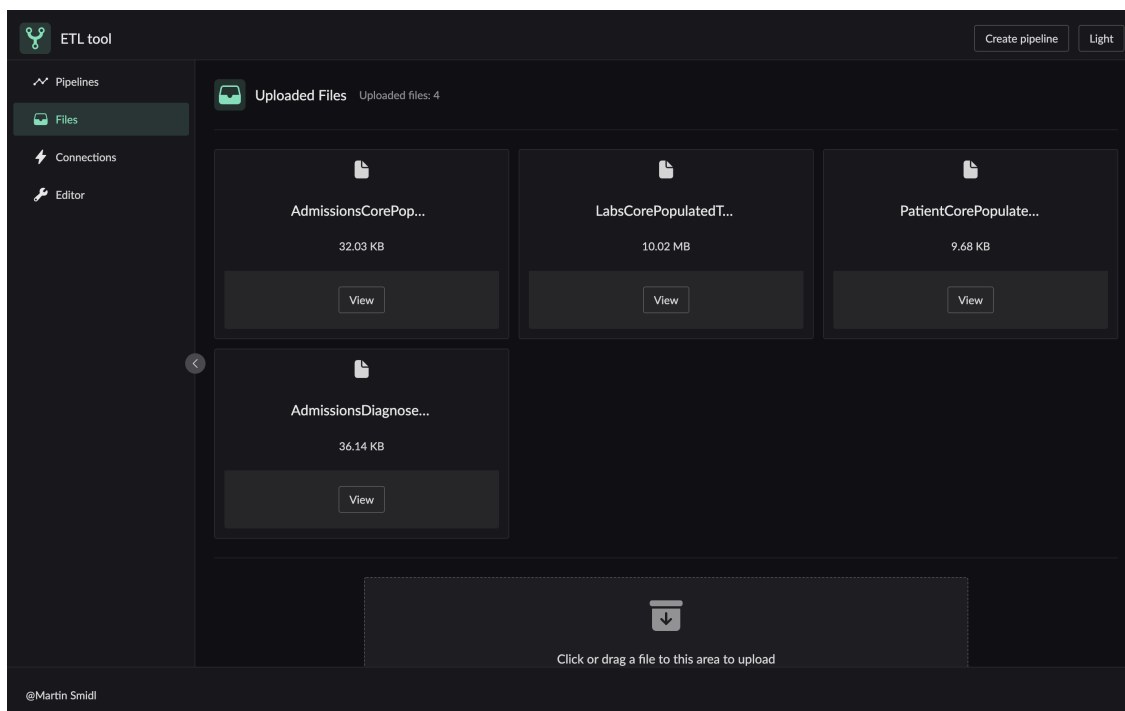 ETL tool
Create pipeline
Light
Pipelines
Files
Connections
Editor
Uploaded Files Uploaded files: 4
AdmissionsCorePop...
32.03 KB
View
LabsCorePopulatedT...
10.02 MB
View
PatientCorePopulate...
9.68 KB
View
AdmissionsDiagnose...
36.14 KB
View
Click or drag a file to this area to upload
@Martin Smidl